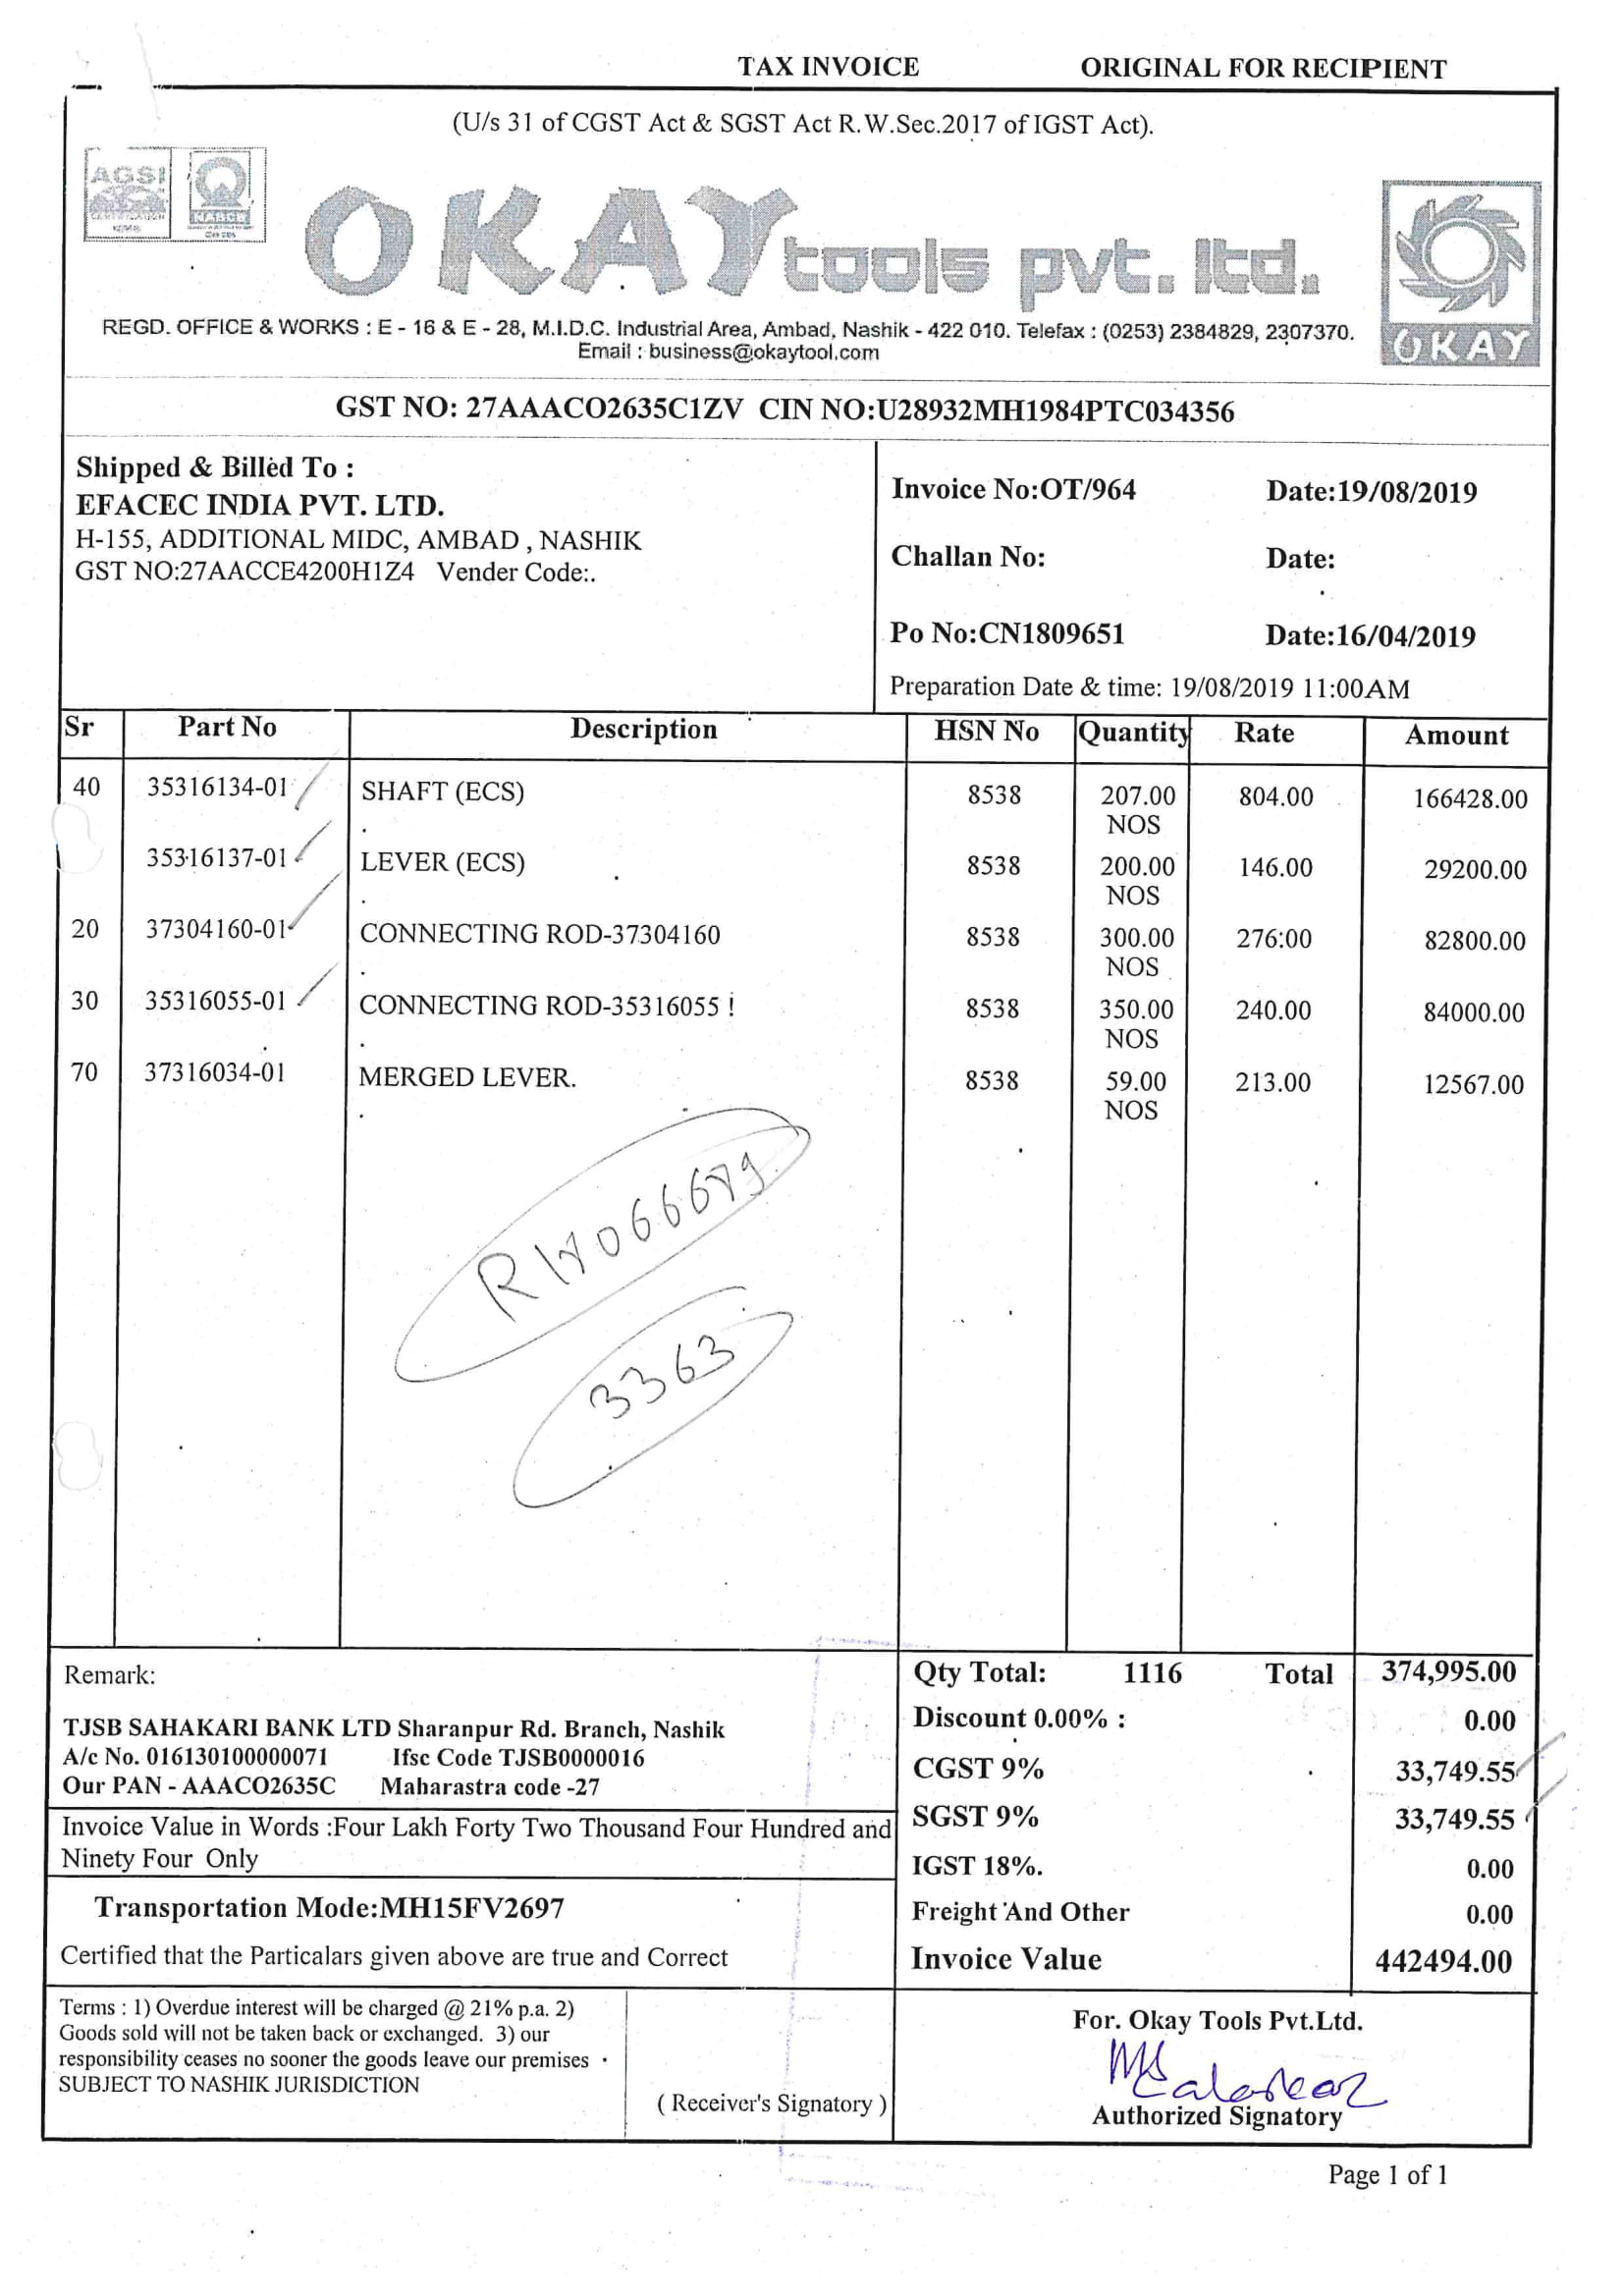 TAX INVOICE ORIGINAL FOR RECIPIENT
(U/s 31 of CGST Act & SGST Act R.W.Sec.2017 of IGST Act).
AGSI
NABCB
OKAY tools pvt. ltd.
OKAY
REGD. OFFICE & WORKS : E - 16 & E - 28, M.I.D.C. Industrial Area, Ambad, Nashik - 422 010. Telefax : (0253) 2384829, 2307370.
Email : business@okaytool.com
GST NO: 27AAACO2635C1ZV CIN NO:U28932MH1984PTC034356
Shipped & Billed To :
EFACEC INDIA PVT. LTD.
H-155, ADDITIONAL MIDC, AMBAD , NASHIK
GST NO:27AACCE4200H1Z4 Vender Code:.
Invoice No:OT/964 Date:19/08/2019
Challan No: Date:
Po No:CN1809651 Date:16/04/2019
Preparation Date & time: 19/08/2019 11:00AM
Sr Part No Description HSN No Quantity Rate Amount
40 35316134-01 SHAFT (ECS) 8538 207.00 804.00 166428.00
. NOS
35316137-01 LEVER (ECS) 8538 200.00 146.00 29200.00
. NOS
20 37304160-01 CONNECTING ROD-37304160 8538 300.00 276:00 82800.00
. NOS
30 35316055-01 CONNECTING ROD-35316055 ! 8538 350.00 240.00 84000.00
. NOS
70 37316034-01 MERGED LEVER. 8538 59.00 213.00 12567.00
. NOS
3363
Remark:
TJSB SAHAKARI BANK LTD Sharanpur Rd. Branch, Nashik
A/c No. 016130100000071 Ifsc Code TJSB0000016
Our PAN - AAACO2635C Maharastra code -27
Invoice Value in Words :Four Lakh Forty Two Thousand Four Hundred and
Ninety Four Only
Transportation Mode:MH15FV2697
Certified that the Particalars given above are true and Correct
Qty Total: 1116 Total 374,995.00
Discount 0.00% : 0.00
CGST 9% 33,749.55
SGST 9% 33,749.55
IGST 18%. 0.00
Freight And Other 0.00
Invoice Value 442494.00
Terms : 1) Overdue interest will be charged @ 21% p.a. 2)
Goods sold will not be taken back or exchanged. 3) our
responsibility ceases no sooner the goods leave our premises
SUBJECT TO NASHIK JURISDICTION
( Receiver's Signatory )
For. Okay Tools Pvt.Ltd.
Authorized Signatory
Page 1 of 1